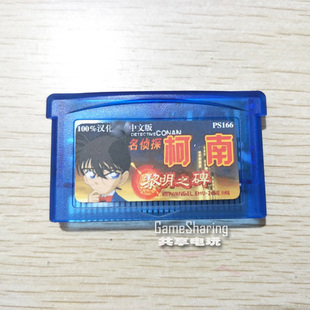 100%汉化 中文版 PS166
DETECTIVE CONAN
名侦探 柯南
黎明之碑
GameSharing
共享电玩